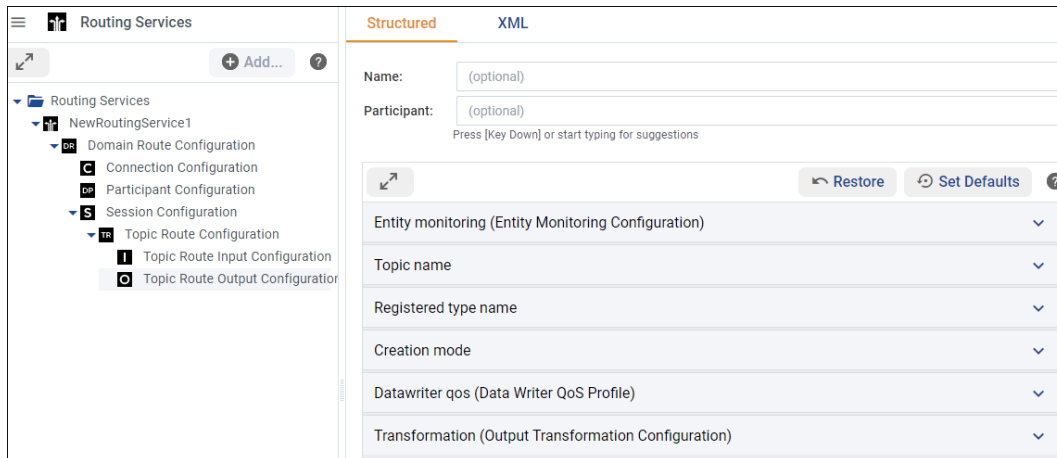 Routing Services
Add...
Routing Services
NewRoutingService1
DR Domain Route Configuration
C Connection Configuration
DP Participant Configuration
S Session Configuration
TR Topic Route Configuration
I Topic Route Input Configuration
O Topic Route Output Configuration
Structured XML
Name: (optional)
Participant: (optional)
Press [Key Down] or start typing for suggestions
Restore Set Defaults
Entity monitoring (Entity Monitoring Configuration)
Topic name
Registered type name
Creation mode
Datawriter qos (Data Writer QoS Profile)
Transformation (Output Transformation Configuration)